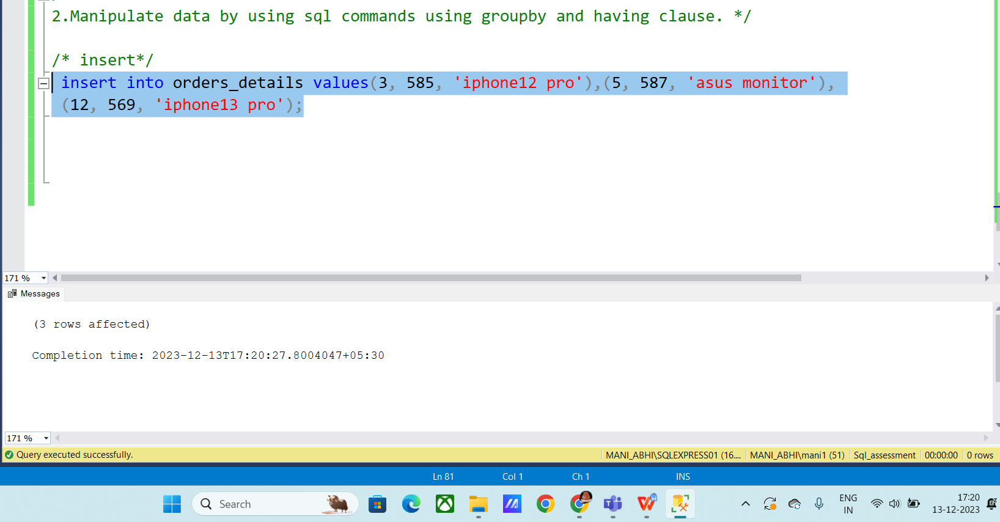 2.Manipulate data by using sql commands using groupby and having clause. */
/* insert*/
insert into orders_details values(3, 585, 'iphone12 pro'),(5, 587, 'asus monitor'),
(12, 569, 'iphone13 pro');
171 %
Messages
(3 rows affected)
Completion time: 2023-12-13T17:20:27.8004047+05:30
171 %
Query executed successfully.
MANI_ABHI\SQLEXPRESS01 (16.... MANI_ABHI\mani1 (51) Sql_assessment 00:00:00 0 rows
Ln 81 Col 1 Ch 1 INS
Search
ENG
IN
17:20
13-12-2023